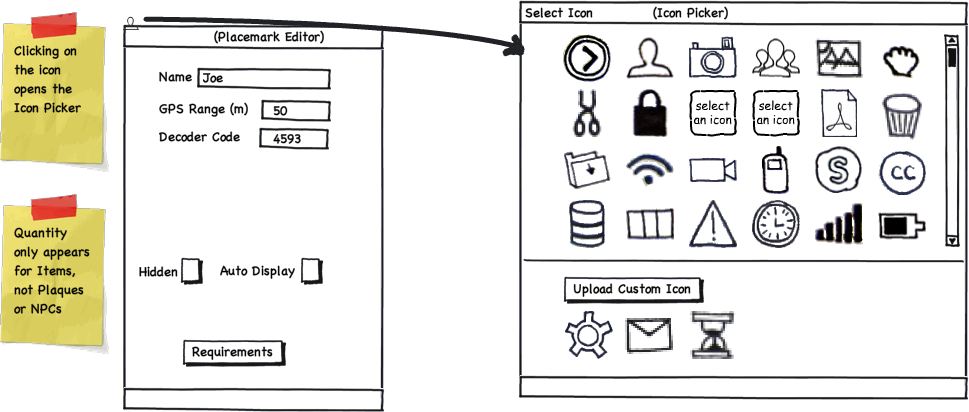 Clicking on
the icon
opens the
Icon Picker
Quantity
only appears
for Items,
not Plaques
or NPCs
(Placemark Editor)
Name Joe
GPS Range (m) 50
Decoder Code 4593
Hidden Auto Display
Requirements
Select Icon (Icon Picker)
select
an icon
select
an icon
S
CC
Upload Custom Icon